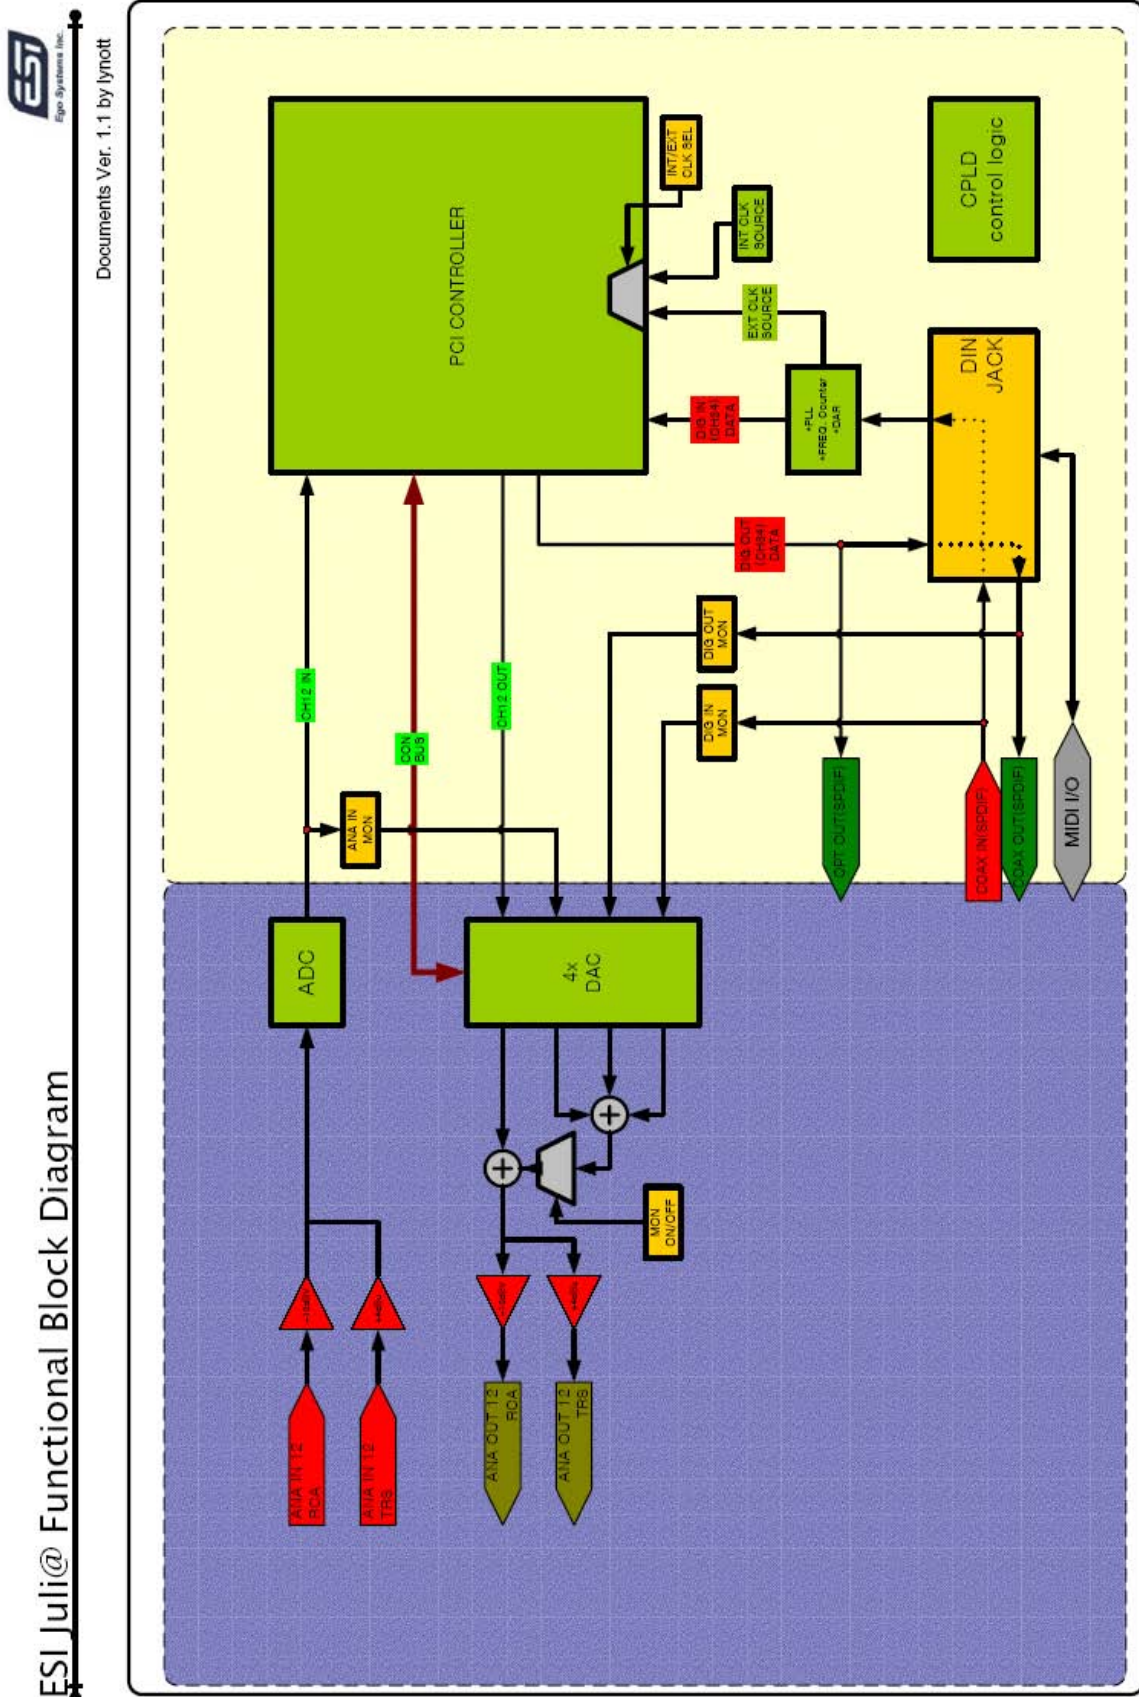 ESI Juli@ Functional Block Diagram
ESI
Ego Systems Inc.
Documents Ver. 1.1 by lynott
ANA IN 12
RCA
ANA IN 12
TRS
ADC
CH12 IN
ANA IN
MON
CON
BUS
PCI CONTROLLER
CH12 OUT
4x
DAC
ANA OUT 12
RCA
ANA OUT 12
TRS
MON
ON/OFF
INT/EXT
CLK SEL
INT CLK
SOURCE
EXT CLK
SOURCE
DIG IN
(CH34)
DATA
DIG OUT
(CH34)
DATA
DIG OUT
MON
DIG IN
MON
+PLL
+FREQ. Counter
+DAR
OPT OUT(SPDIF)
COAX IN(SPDIF)
COAX OUT(SPDIF)
MIDI I/O
DIN
JACK
CPLD
control logic